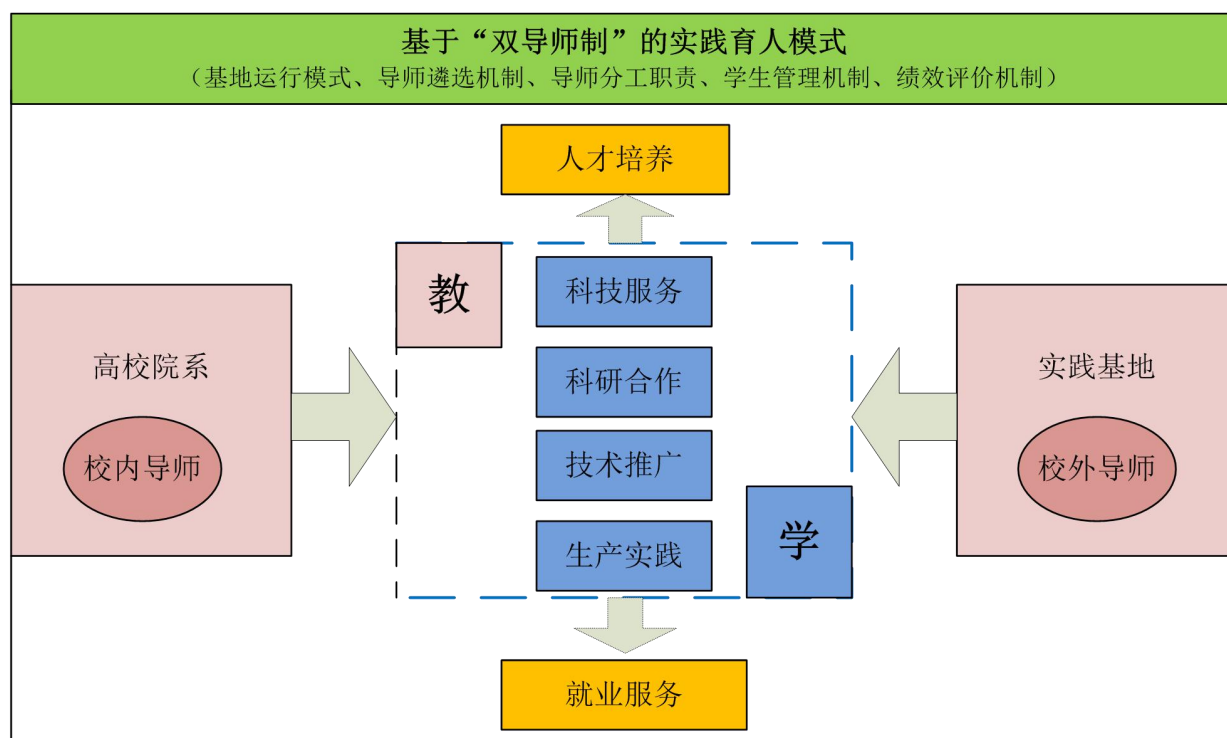 基于“双导师制”的实践育人模式
（基地运行模式、导师遴选机制、导师分工职责、学生管理机制、绩效评价机制）
人才培养
教
科技服务
高校院系
科研合作
实践基地
校内导师
技术推广
校外导师
生产实践
学
就业服务